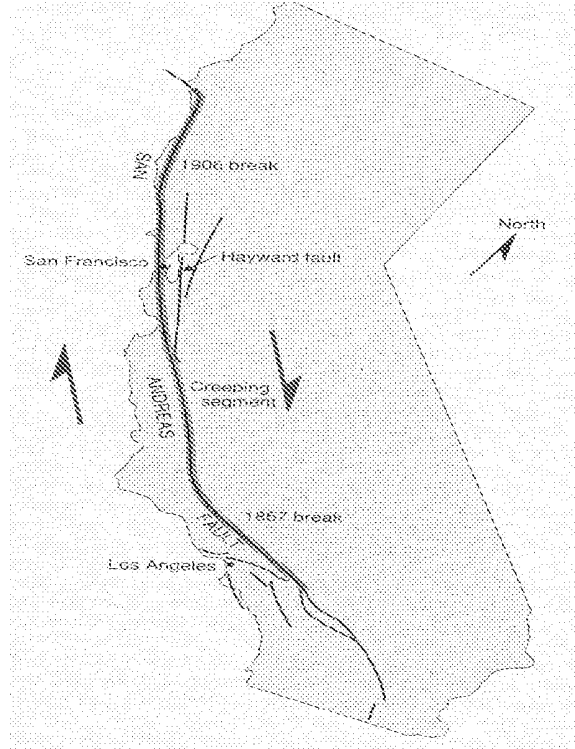 SAN
1906 break
North
San Francisco
Hayward fault
ANDREAS
Creeping
segment
1857 break
FAULT
Los Angeles